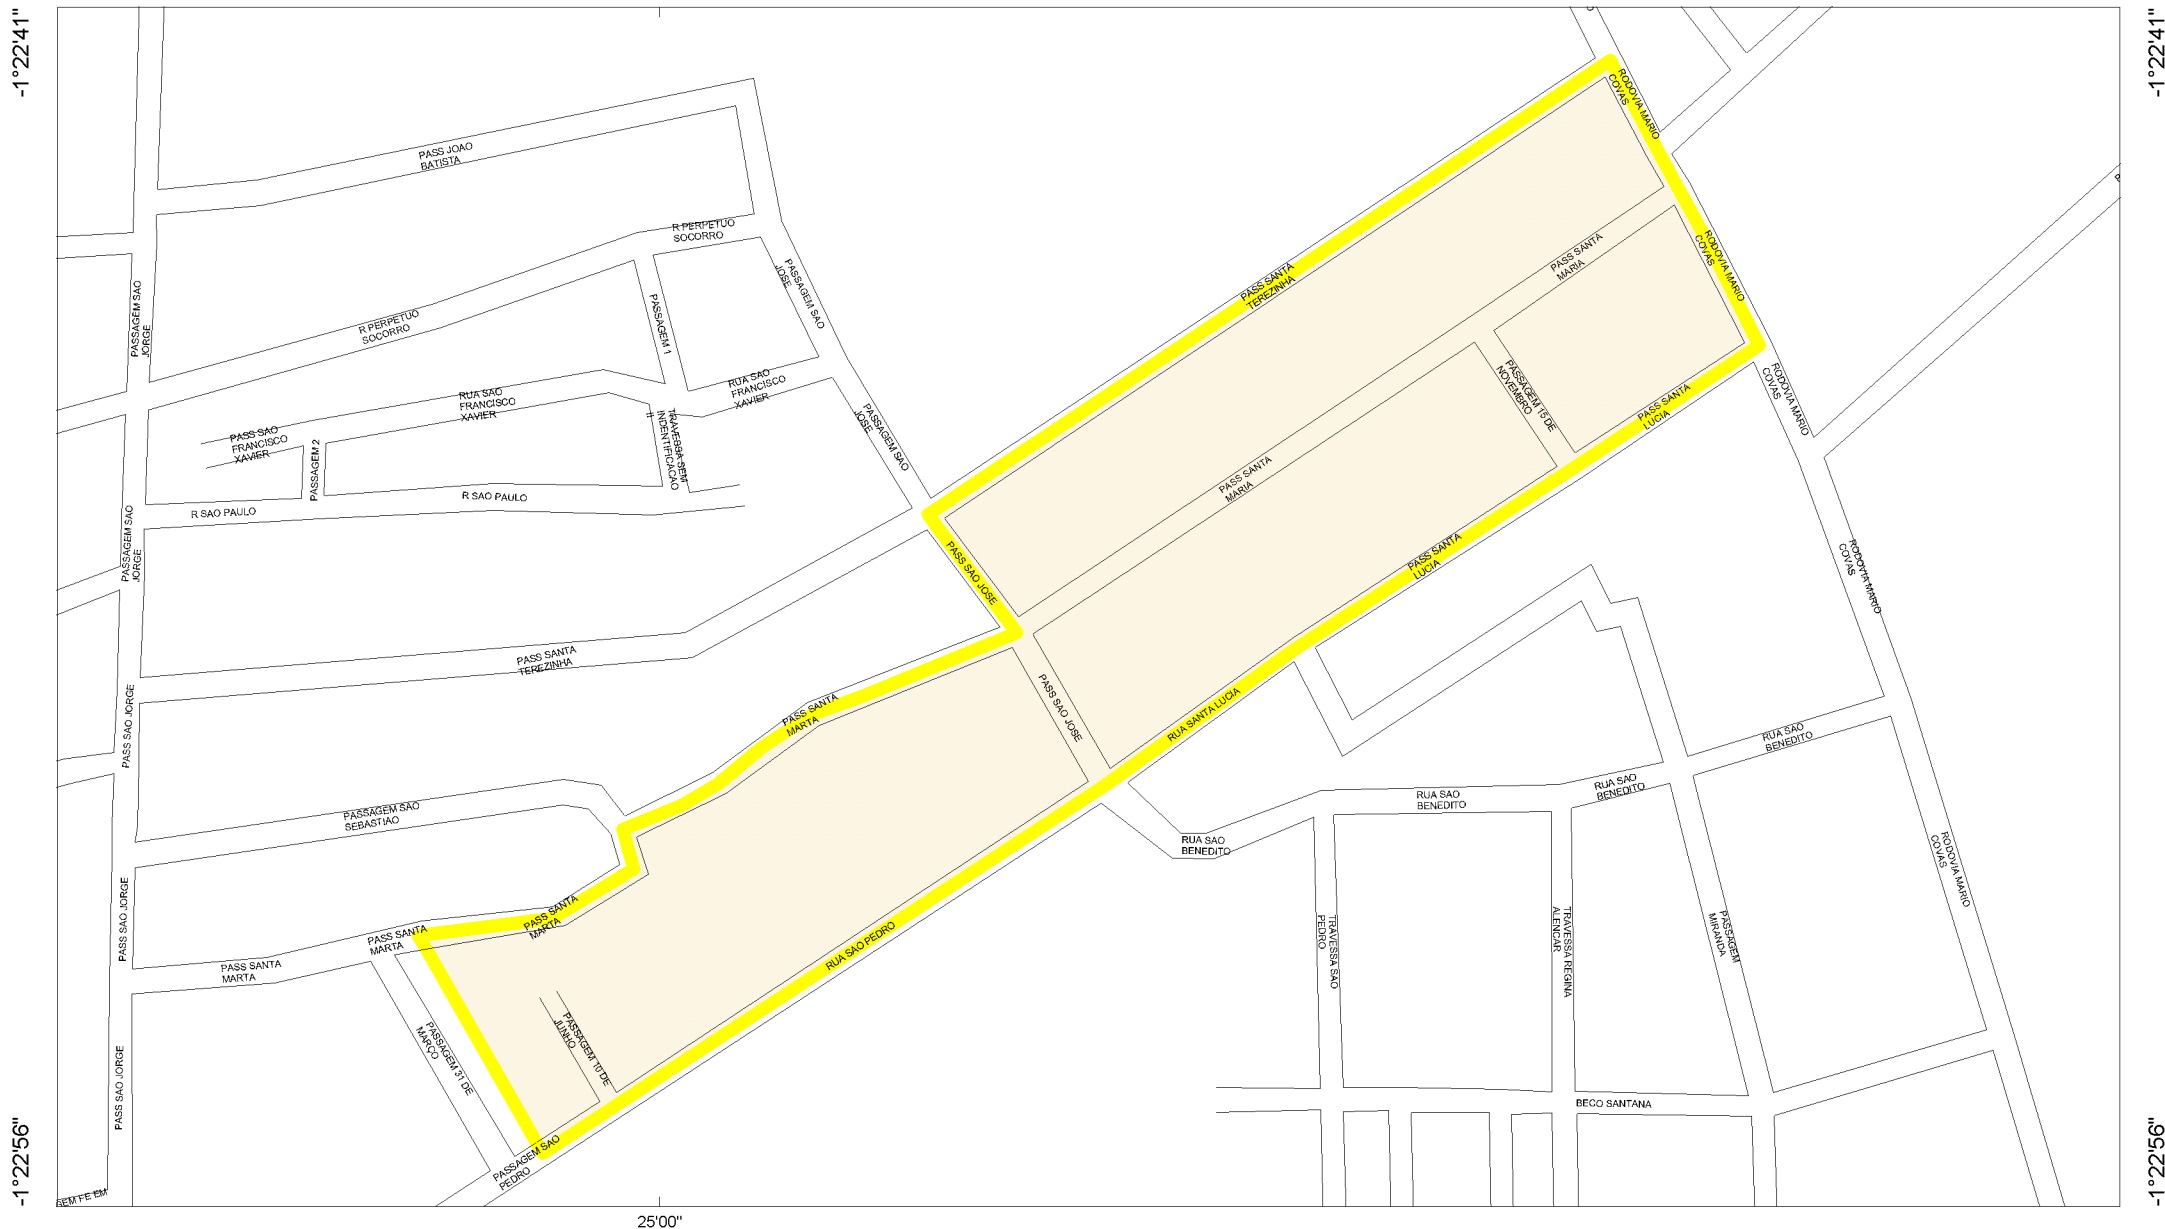 -1°22'41"
-1°22'41"
RODOVIA MARIO
COVAS
PASS JOAO
BATISTA
R PERPETUO
SOCORRO
PASSAGEM SAO
JOSE
PASS SANTA
TEREZINHA
PASS SANTA
MARIA
RODOVIA MARIO
COVAS
PASSAGEM SAO
JORGE
R PERPETUO
SOCORRO
PASSAGEM 1
RUA SAO
FRANCISCO
XAVIER
RUA SAO
FRANCISCO
XAVIER
PASSAGEM SAO
JOSE
PASSAGEM 15 DE
NOVEMBRO
PASS SANTA
LUCIA
RODOVIA MARIO
COVAS
PASS SAO
FRANCISCO
XAVIER
PASSAGEM 2
TRAVESSA SEM
INDENTIFICACAO
II
R SAO PAULO
R SAO PAULO
PASS SANTA
MARIA
PASSAGEM SAO
JORGE
PASS SAO JOSE
PASS SANTA
LUCIA
RODOVIA MARIO
COVAS
PASS SANTA
TEREZINHA
PASS SAO JORGE
PASS SANTA
MARTA
PASS SAO JOSE
RUA SANTA LUCIA
RUA SAO
BENEDITO
PASSAGEM SAO
SEBASTIAO
RUA SAO
BENEDITO
RUA SAO
BENEDITO
RUA SAO
BENEDITO
RODOVIA MARIO
COVAS
PASS SAO JORGE
PASS SANTA
MARTA
PASS SANTA
MARTA
PASS SANTA
MARTA
RUA SAO PEDRO
TRAVESSA SAO
PEDRO
TRAVESSA REGINA
ALENCAR
PASSAGEM
MIRANDA
PASS SAO JORGE
PASSAGEM 31 DE
MARÇO
PASSAGEM 10 DE
JUNHO
BECO SANTANA
PASSAGEM SAO
PEDRO
GEM FE EM
-1°22'56"
-1°22'56"
25'00"